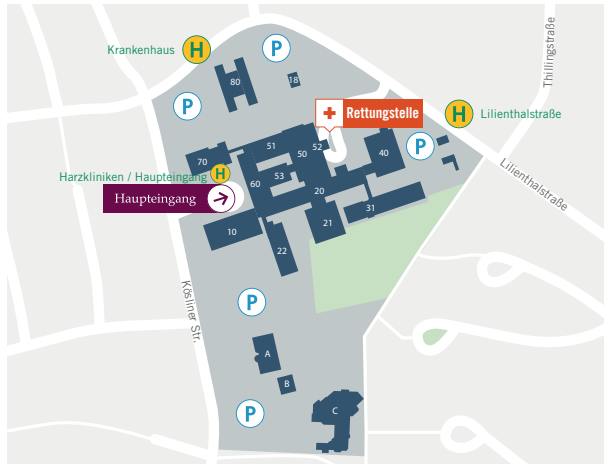 Krankenhaus H
P
P
80
18
Thillingstraße
Rettungstelle
H Lilienthalstraße
P
Lilienthalstraße
70
51
52
50
40
53
60
20
Harzkliniken / Haupteingang H
Haupteingang
10
21
31
22
Kösliner Str.
P
A
B
P
C